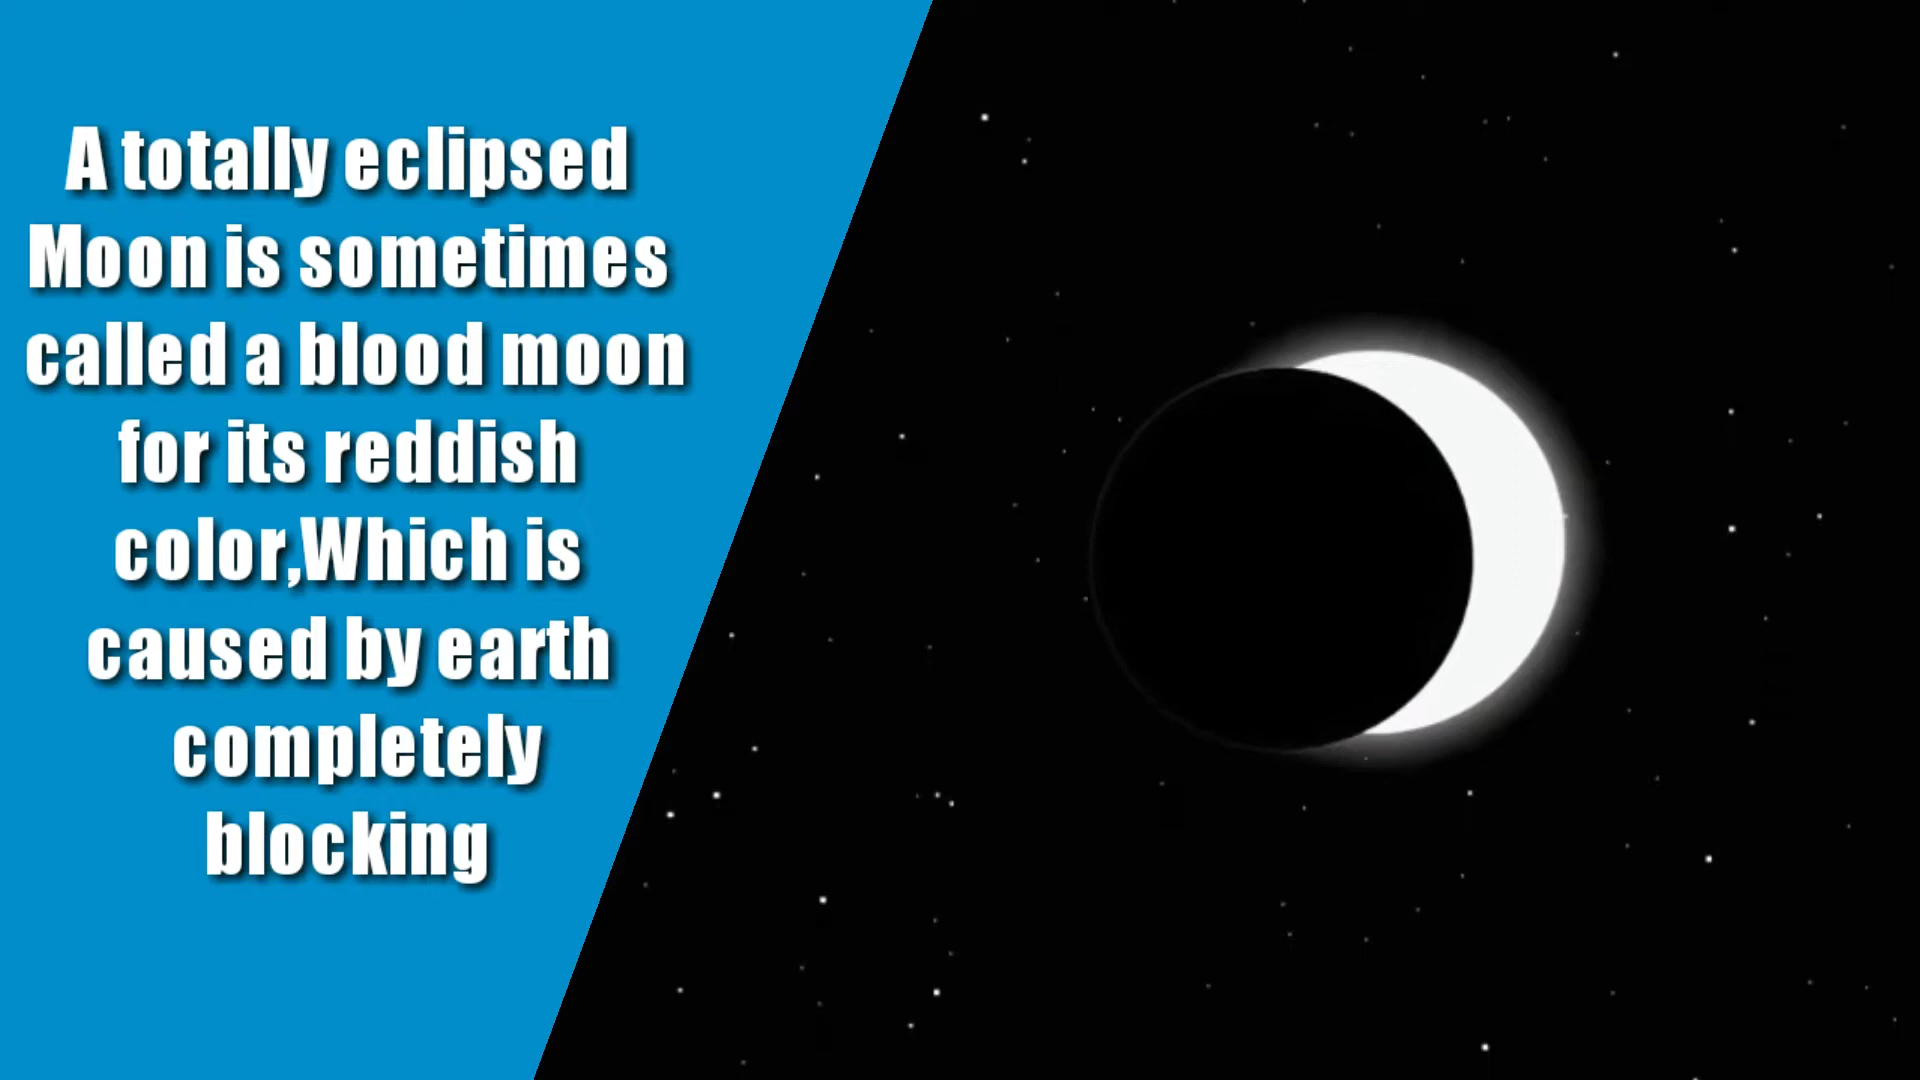 A totally eclipsed
Moon is sometimes
called a blood moon
for its reddish
color,Which is
caused by earth
completely
blocking